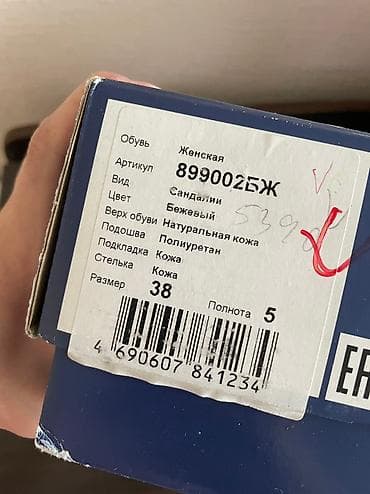 Обувь Женская
Артикул 899002БЖ
Вид Сандалии
Цвет Бежевый
Верх обуви Натуральная кожа
Подошва Полиуретан
Подкладка Кожа
Стелька Кожа
Размер 38 Полнота 5
4 690607 841234